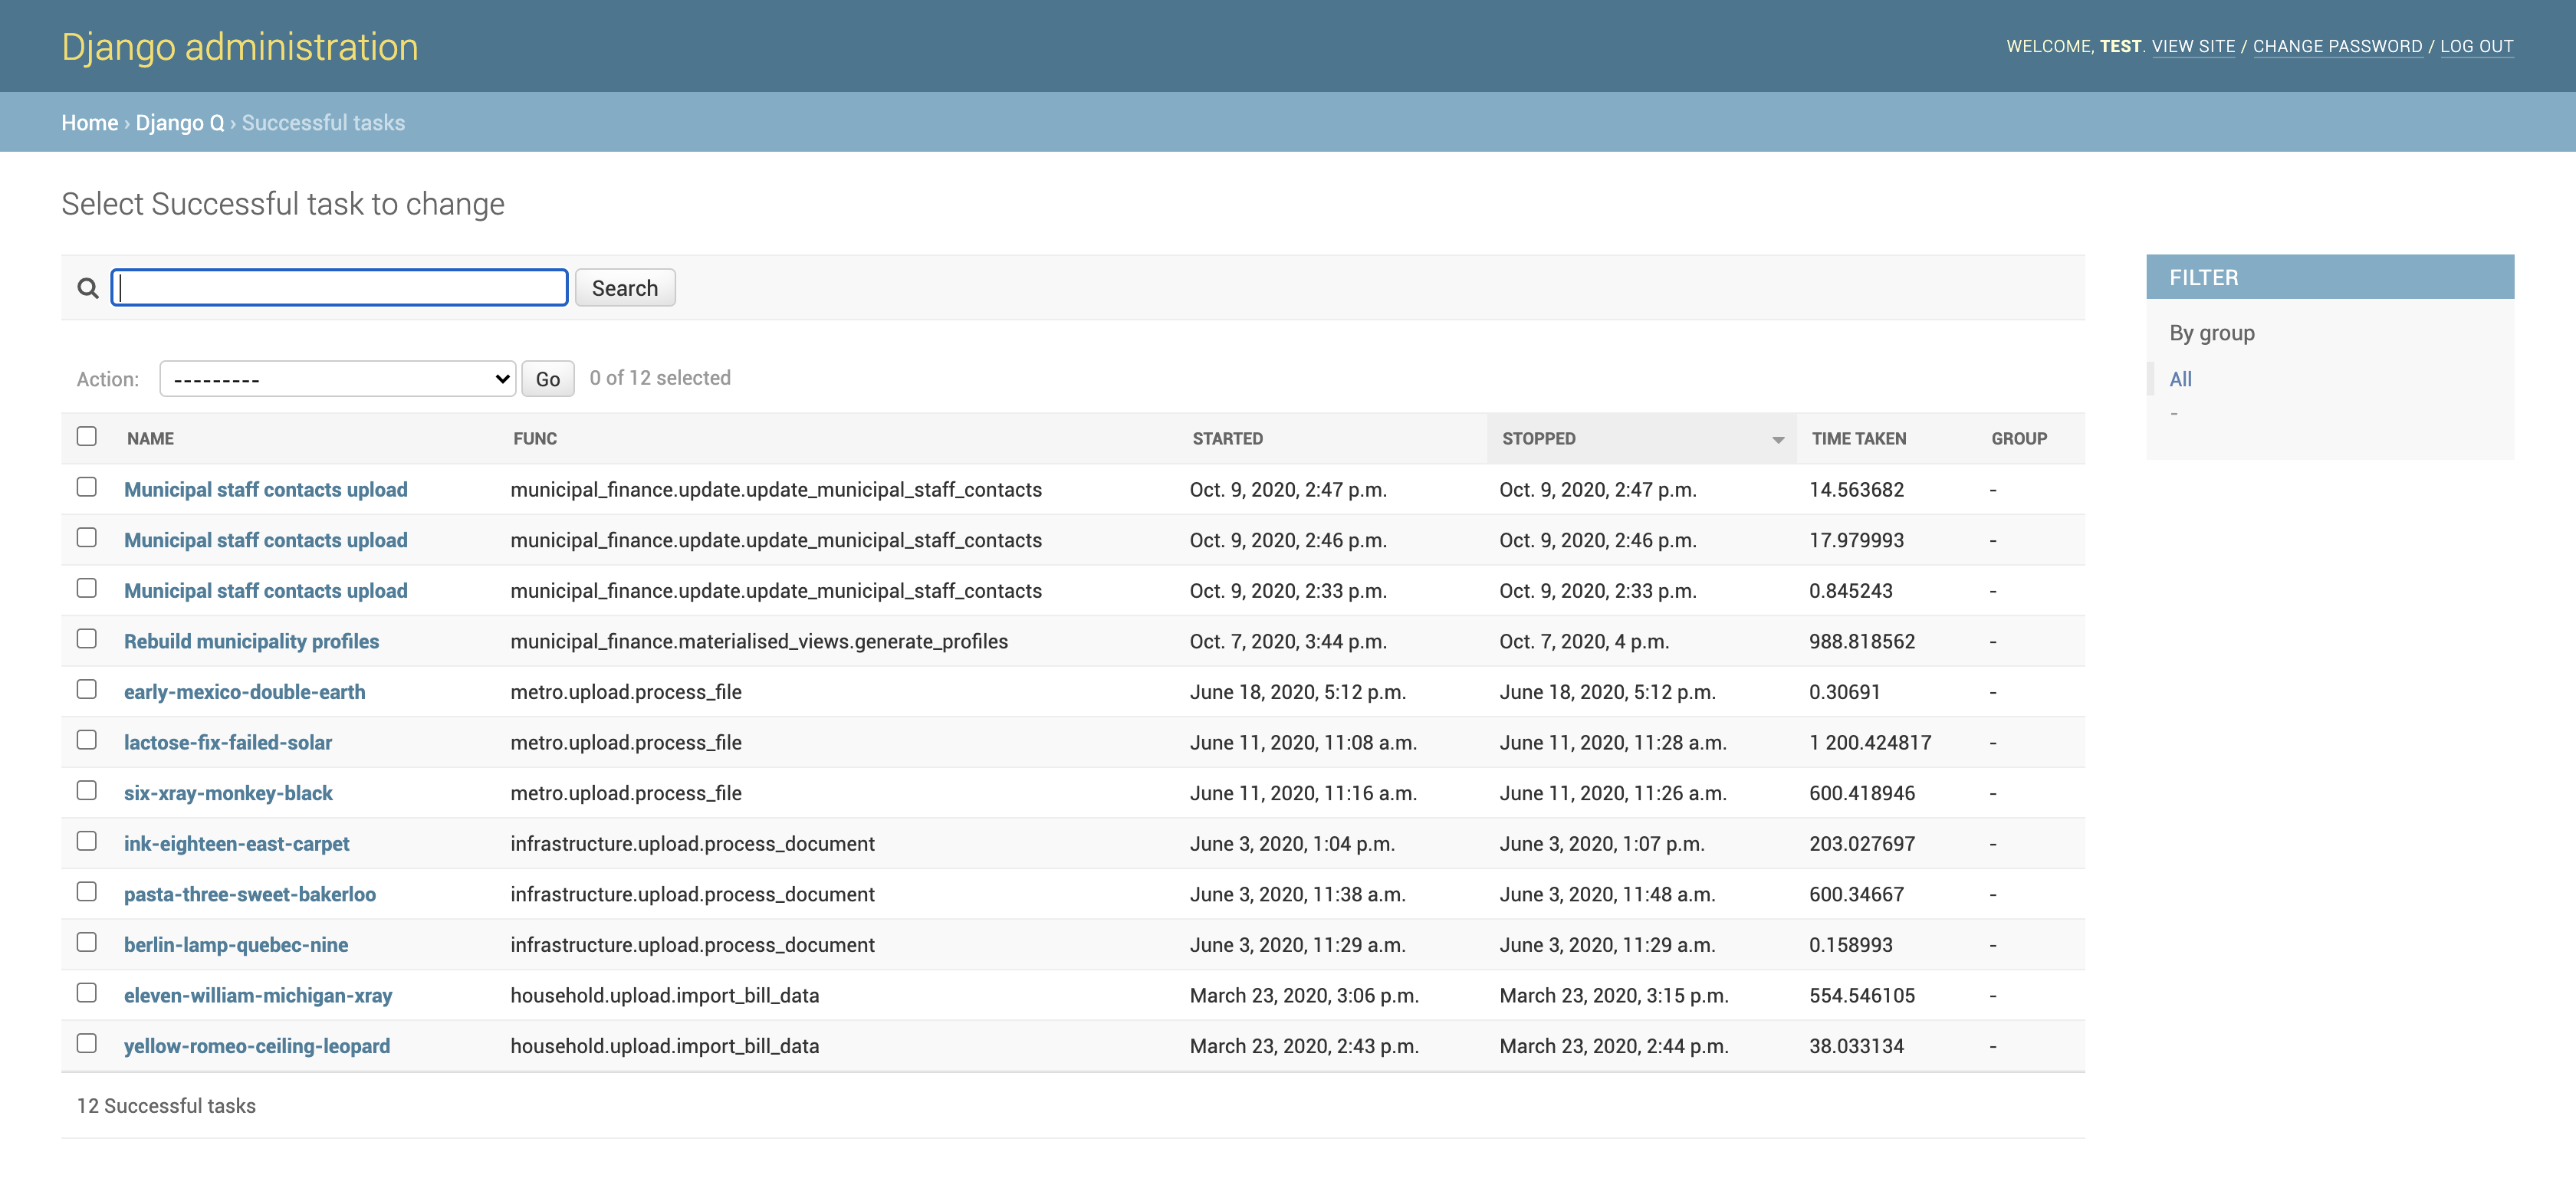 Django administration
WELCOME, TEST. VIEW SITE / CHANGE PASSWORD / LOG OUT
Home › Django Q › Successful tasks
Select Successful task to change
Search
FILTER
By group
All
-
Action: --------- Go 0 of 12 selected
NAME FUNC STARTED STOPPED TIME TAKEN GROUP
Municipal staff contacts upload municipal_finance.update.update_municipal_staff_contacts Oct. 9, 2020, 2:47 p.m. Oct. 9, 2020, 2:47 p.m. 14.563682 -
Municipal staff contacts upload municipal_finance.update.update_municipal_staff_contacts Oct. 9, 2020, 2:46 p.m. Oct. 9, 2020, 2:46 p.m. 17.979993 -
Municipal staff contacts upload municipal_finance.update.update_municipal_staff_contacts Oct. 9, 2020, 2:33 p.m. Oct. 9, 2020, 2:33 p.m. 0.845243 -
Rebuild municipality profiles municipal_finance.materialised_views.generate_profiles Oct. 7, 2020, 3:44 p.m. Oct. 7, 2020, 4 p.m. 988.818562 -
early-mexico-double-earth metro.upload.process_file June 18, 2020, 5:12 p.m. June 18, 2020, 5:12 p.m. 0.30691 -
lactose-fix-failed-solar metro.upload.process_file June 11, 2020, 11:08 a.m. June 11, 2020, 11:28 a.m. 1 200.424817 -
six-xray-monkey-black metro.upload.process_file June 11, 2020, 11:16 a.m. June 11, 2020, 11:26 a.m. 600.418946 -
ink-eighteen-east-carpet infrastructure.upload.process_document June 3, 2020, 1:04 p.m. June 3, 2020, 1:07 p.m. 203.027697 -
pasta-three-sweet-bakerloo infrastructure.upload.process_document June 3, 2020, 11:38 a.m. June 3, 2020, 11:48 a.m. 600.34667 -
berlin-lamp-quebec-nine infrastructure.upload.process_document June 3, 2020, 11:29 a.m. June 3, 2020, 11:29 a.m. 0.158993 -
eleven-william-michigan-xray household.upload.import_bill_data March 23, 2020, 3:06 p.m. March 23, 2020, 3:15 p.m. 554.546105 -
yellow-romeo-ceiling-leopard household.upload.import_bill_data March 23, 2020, 2:43 p.m. March 23, 2020, 2:44 p.m. 38.033134 -
12 Successful tasks